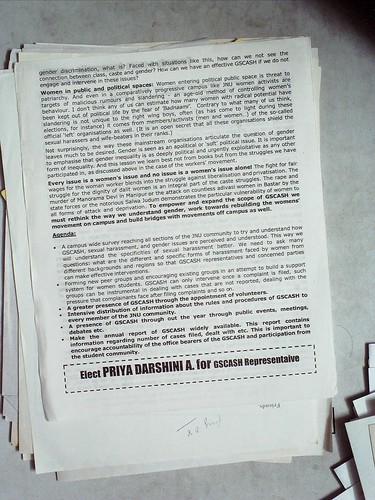 gender discrimination, what is? Faced with situations like this, how can we not see the
connection between class, caste and gender? How can we have an effective GSCASH if we do not
engage and intervene in these issues?
Women in public and political spaces: Women entering political public space is threat to
patriarchy. And even in a comparatively progressive campus like JNU women activists are
targets of malicious rumours and slandering - an age-old method of controlling women's
behaviour. I don't think any of us can estimate how many women with radical potential have
been kept out of political life by the fear of 'Badnaami'. Contrary to what many of us think,
slandering is not unique to the right wing boys, often (as has come to light during these
elections, for instance) it comes from members/activists (men and women..) of the so-called
official 'left' organisations as well. (It is an open secret that all these organisations shield the
sexual harassers and wife-beaters in their ranks.)
Not surprisingly, the way these mainstream organisations articulate the question of gender
leaves much to be desired. Gender is seen as an apolitical or 'soft' political issue. It is important
to emphasise that gender inequality is as deeply political and urgently exploitative as any other
form of inequality. And this lesson we learnt best not from books but from the struggles we have
participated in, as discussed above in the case of the workers' movement.
Every issue is a women's issue and no issue is a women's issue alone! The fight for fair
wages for the woman worker blends into the struggle against liberalisation and privatisation. The
struggle for the dignity of dalit women is an integral part of the caste struggles. The rape and
murder of Manorama Devi in Manipur or the attack on countless adivasi women in Bastar by the
state forces or the notorious Salwa Judum demonstrates the particular vulnerability of women to
all forms of attack and deprivation. To empower and expand the scope of GSCASH we
must rethink the way we understand gender, work towards rebuilding the womens'
movement on campus and build bridges with movements off campus as well.
Agenda:
• A campus wide survey reaching all sections of the JNU community to try and understand how
GSCASH, sexual harassment, and gender issues are perceived and understood. This way we
will understand the specificities of sexual harassment better. We need to ask many
questions: what are the different and specific forms of harassment faced by women from
different backgrounds and regions so that GSCASH representatives and concerned parties
can make effective interventions.
• Forming new peer groups and encouraging existing groups in an attempt to build a support
system for women students. GSCASH can only intervene once a complaint is filed, such
groups can be instrumental in dealing with cases that are not reported, dealing with the
pressure that complainants face after filing complaints and so on.
• A greater presence of GSCASH through the appointment of volunteers.
• Intensive distribution of information about the rules and procedures of GSCASH to
every member of the JNU community.
• A presence of GSCASH through out the year through public events, meetings,
debates etc.
• Make the annual report of GSCASH widely available. This report contains
information regarding number of cases filed, dealt with etc. This is important to
encourage accountability of the office bearers of the GSCASH and participation from
the student community.
Elect PRIYA DARSHINI A. for GSCASH Representaive
Friends